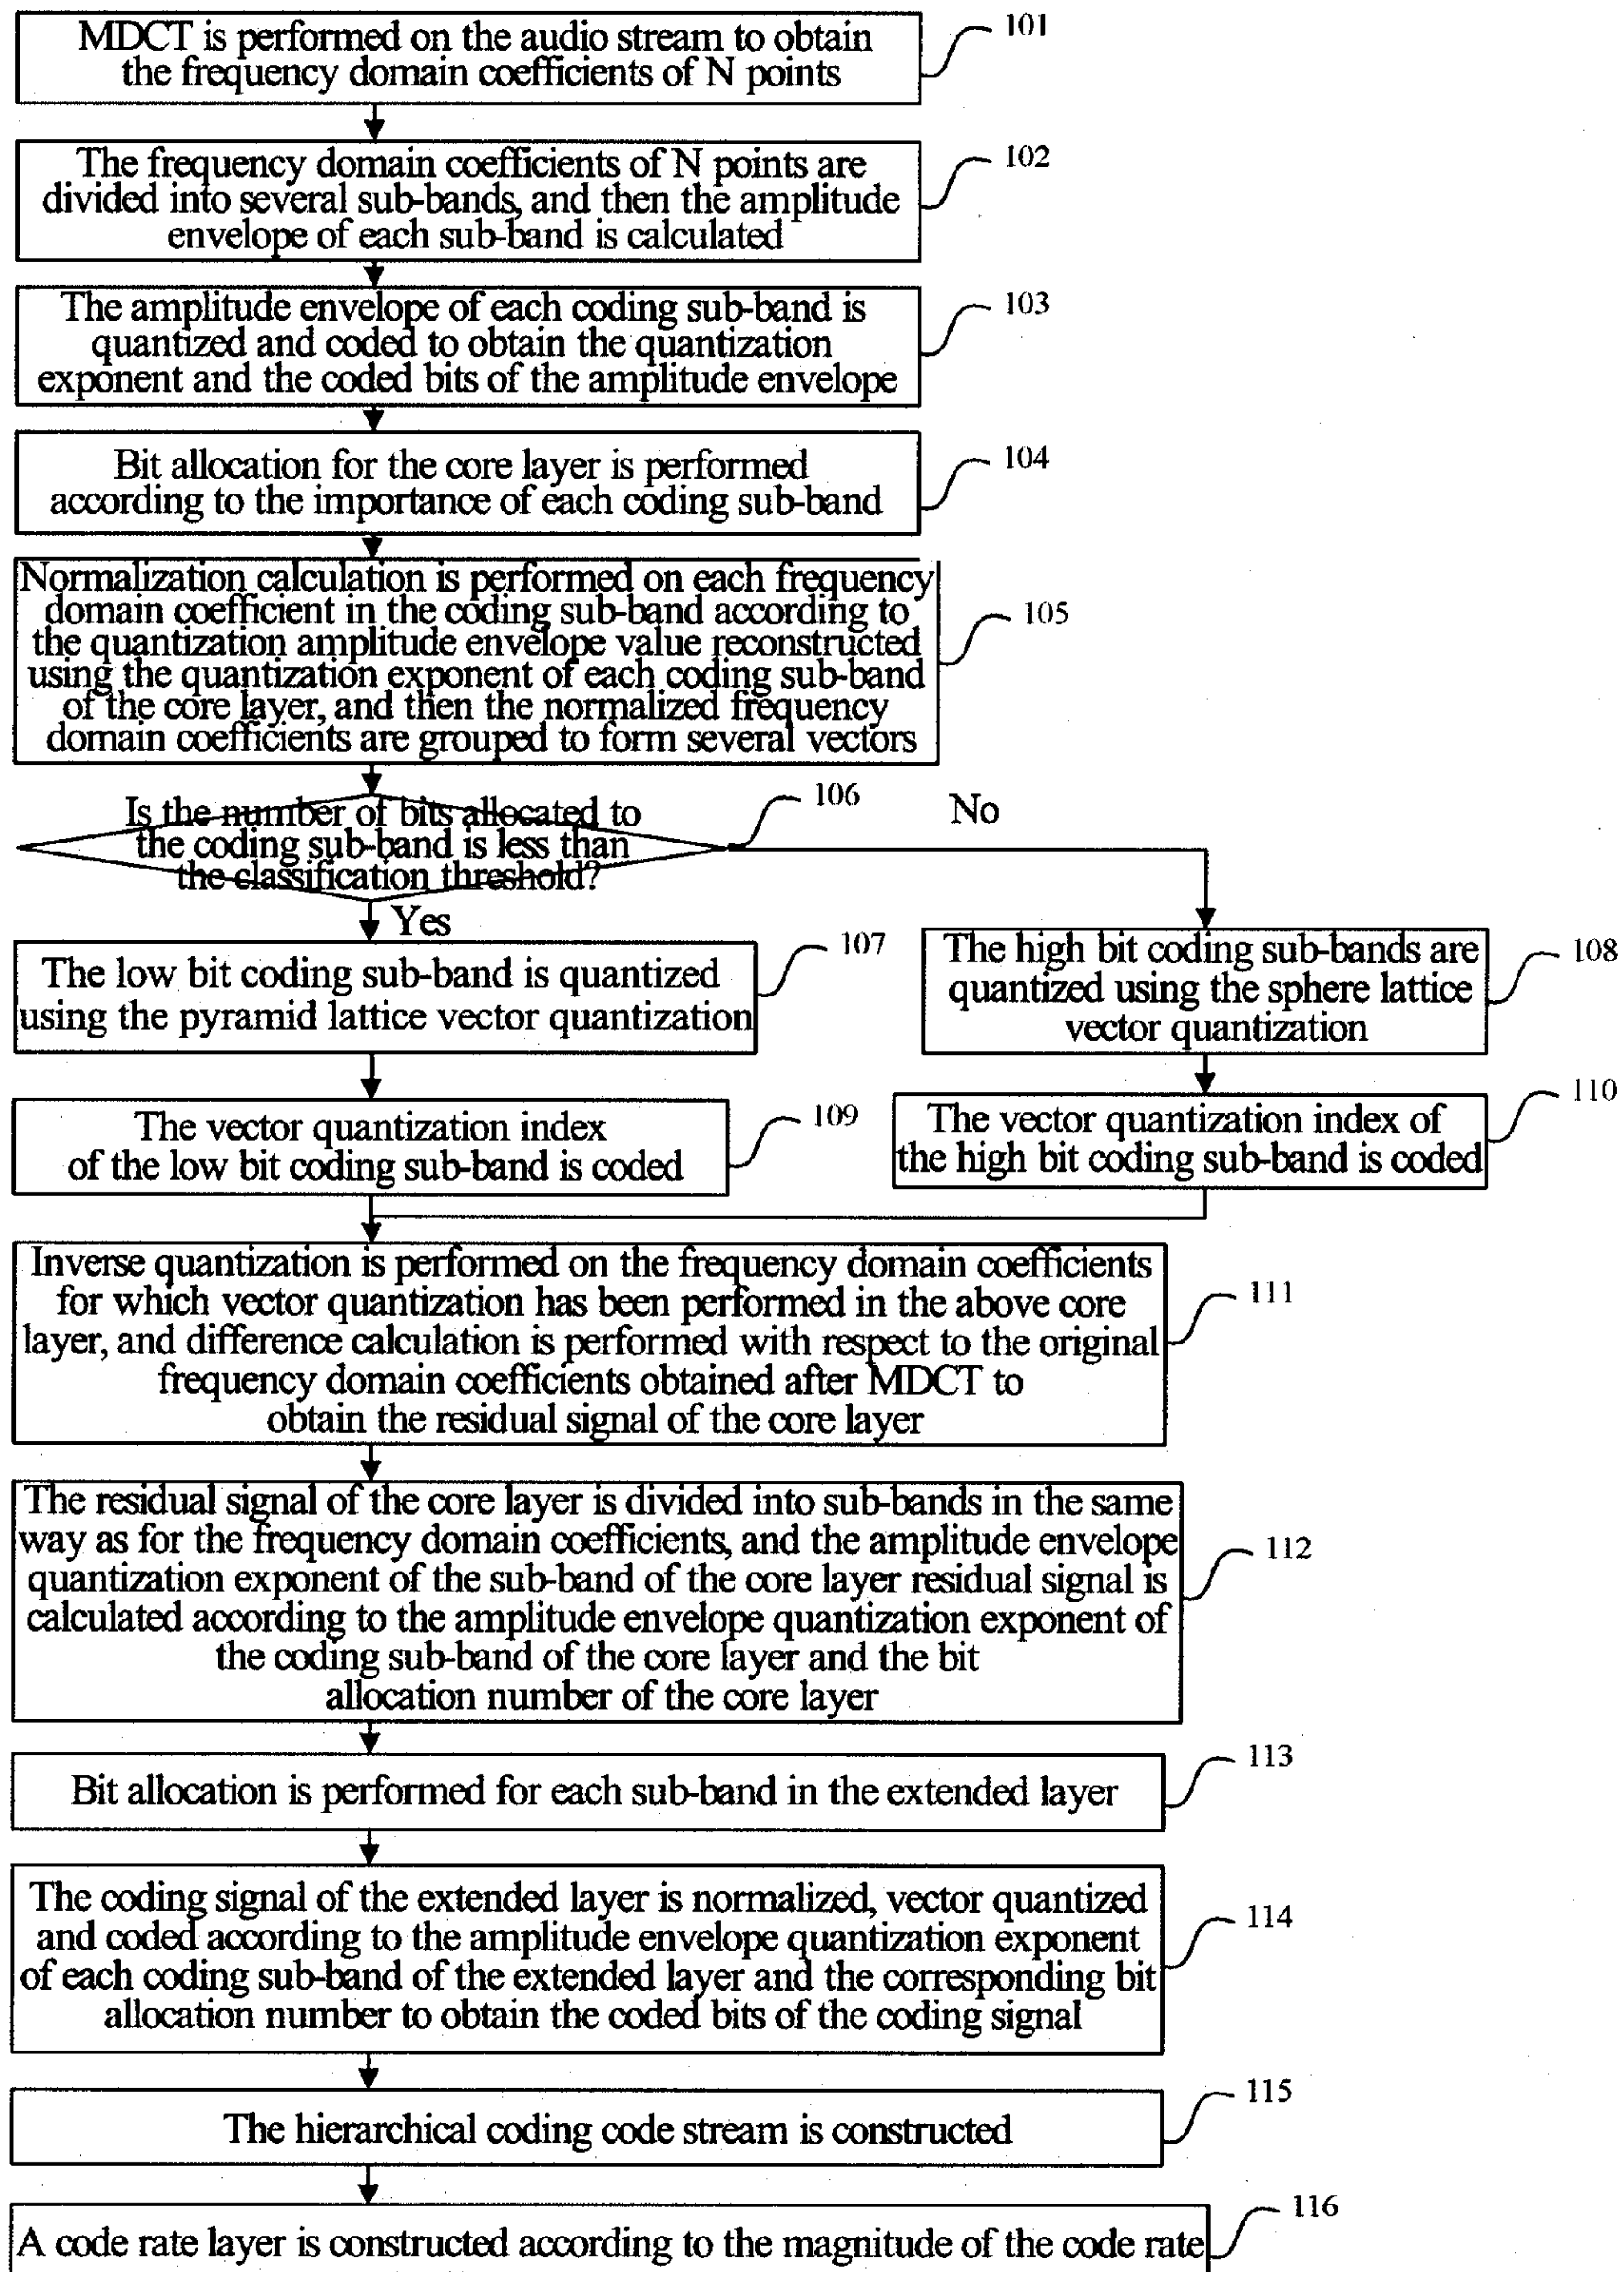 MDCT is performed on the audio stream to obtain
the frequency domain coefficients of N points
101
The frequency domain coefficients of N points are
divided into several sub-bands, and then the amplitude
envelope of each sub-band is calculated
102
The amplitude envelope of each coding sub-band is
quantized and coded to obtain the quantization
exponent and the coded bits of the amplitude envelope
103
Bit allocation for the core layer is performed
according to the importance of each coding sub-band
104
Normalization calculation is performed on each frequency
domain coefficient in the coding sub-band according to
the quantization amplitude envelope value reconstructed
using the quantization exponent of each coding sub-band
of the core layer, and then the normalized frequency
domain coefficients are grouped to form several vectors
105
Is the number of bits allocated to
the coding sub-band is less than
the classification threshold?
106
No
Yes
The low bit coding sub-band is quantized
using the pyramid lattice vector quantization
107
The high bit coding sub-bands are
quantized using the sphere lattice
vector quantization
108
The vector quantization index
of the low bit coding sub-band is coded
109
The vector quantization index of
the high bit coding sub-band is coded
110
Inverse quantization is performed on the frequency domain coefficients
for which vector quantization has been performed in the above core
layer, and difference calculation is performed with respect to the original
frequency domain coefficients obtained after MDCT to
obtain the residual signal of the core layer
111
The residual signal of the core layer is divided into sub-bands in the same
way as for the frequency domain coefficients, and the amplitude envelope
quantization exponent of the sub-band of the core layer residual signal is
calculated according to the amplitude envelope quantization exponent of
the coding sub-band of the core layer and the bit
allocation number of the core layer
112
Bit allocation is performed for each sub-band in the extended layer
113
The coding signal of the extended layer is normalized, vector quantized
and coded according to the amplitude envelope quantization exponent
of each coding sub-band of the extended layer and the corresponding bit
allocation number to obtain the coded bits of the coding signal
114
The hierarchical coding code stream is constructed
115
A code rate layer is constructed according to the magnitude of the code rate
116